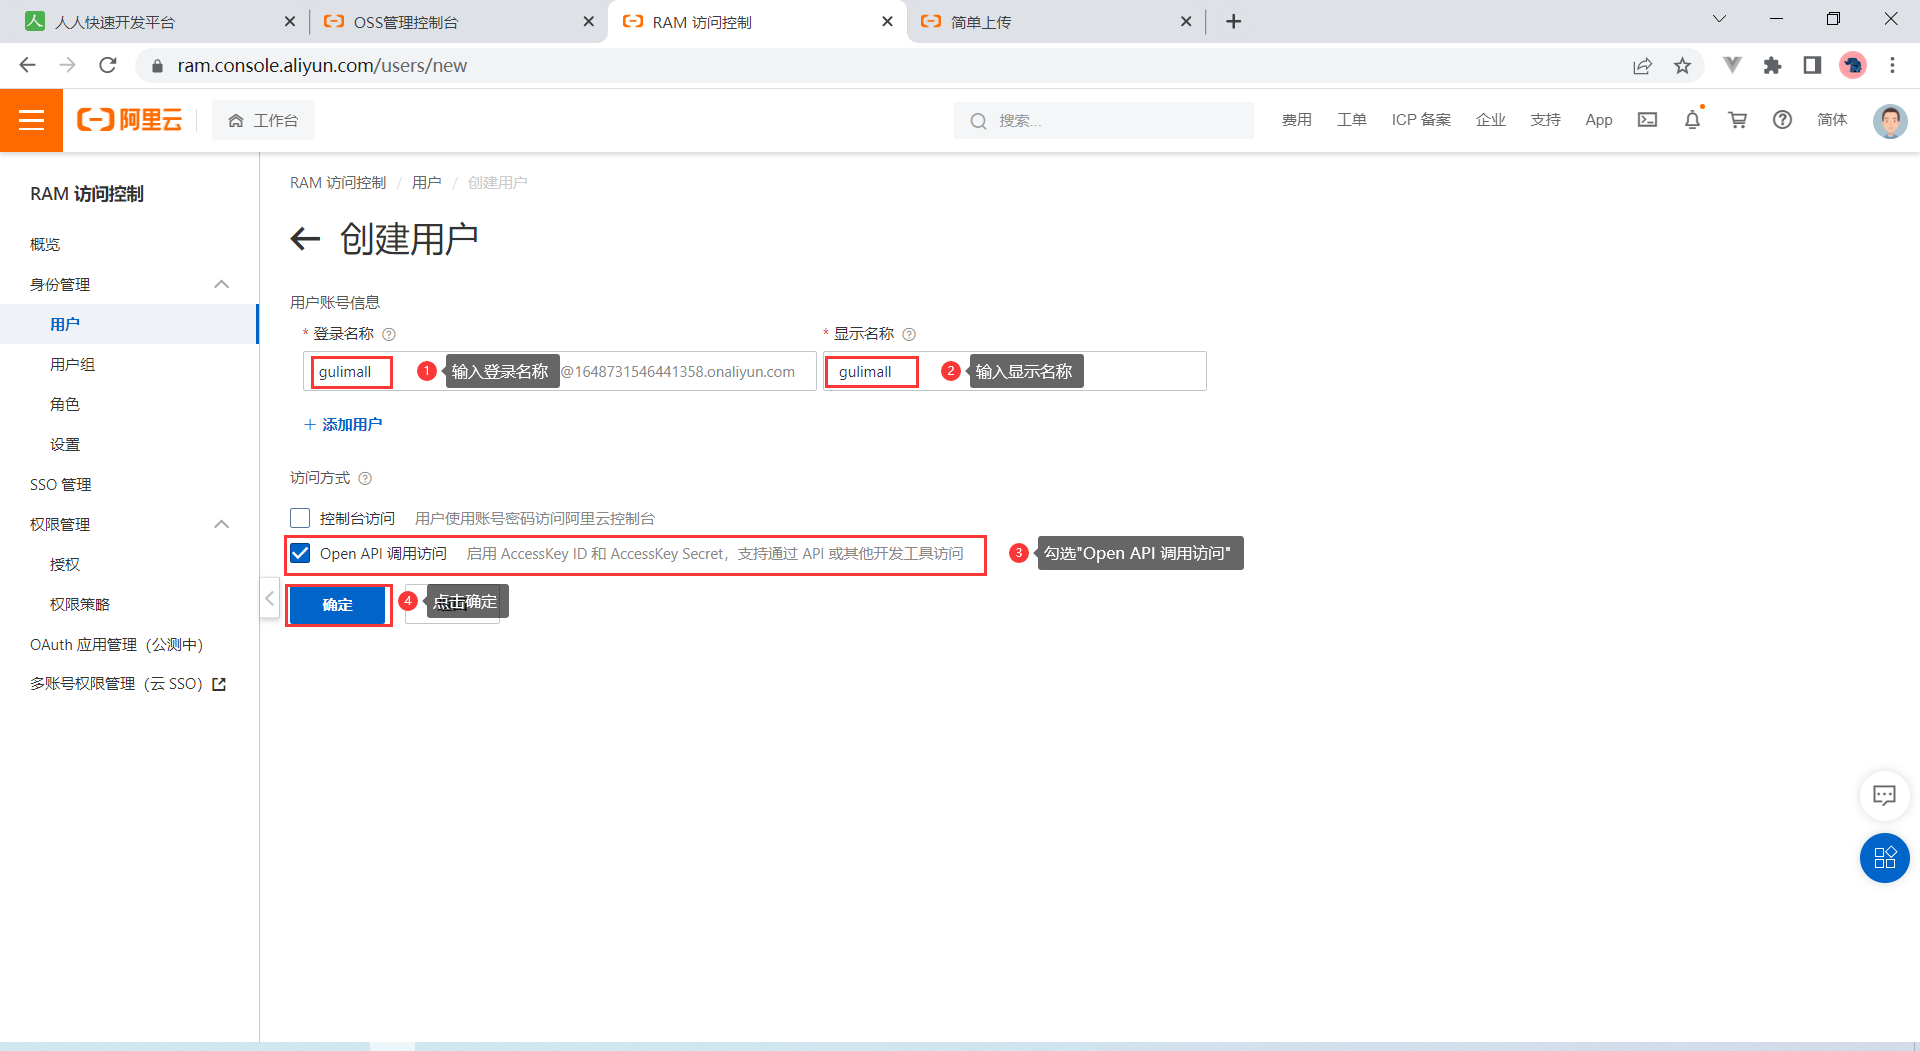 人人快速开发平台
OSS管理控制台
RAM 访问控制
简单上传
ram.console.aliyun.com/users/new
阿里云
工作台
搜索...
费用
工单
ICP 备案
企业
支持
App
简体
RAM 访问控制
概览
身份管理
用户
用户组
角色
设置
SSO 管理
权限管理
授权
权限策略
OAuth 应用管理（公测中）
多账号权限管理（云 SSO）
RAM 访问控制 / 用户 / 创建用户
创建用户
用户账号信息
* 登录名称
* 显示名称
gulimall 1 输入登录名称 @1648731546441358.onaliyun.com
gulimall 2 输入显示名称
添加用户
访问方式
控制台访问 用户使用账号密码访问阿里云控制台
Open API 调用访问 启用 AccessKey ID 和 AccessKey Secret，支持通过 API 或其他开发工具访问
3 勾选"Open API 调用访问"
确定
4 点击确定